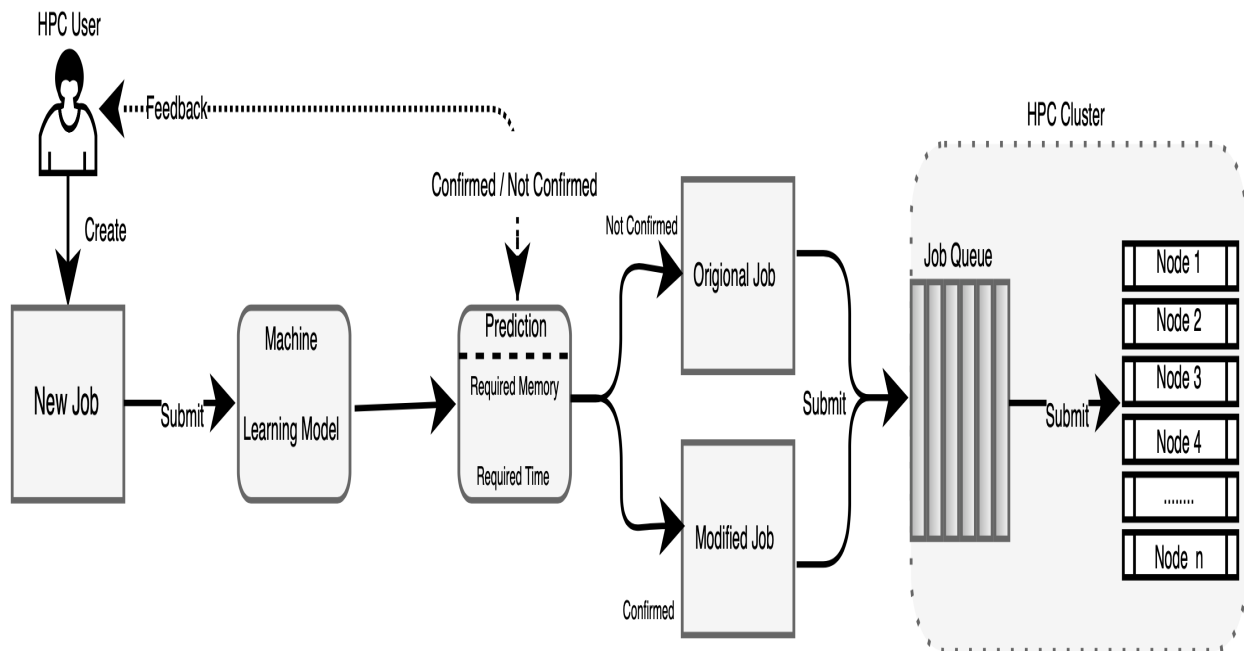 HPC User
Feedback
HPC Cluster
Confirmed / Not Confirmed
Create
Not Confirmed
Job Queue
Node 1
Origional Job
Node 2
Machine
Prediction
Node 3
Required Memory
New Job
Submit
Submit
Submit
Learning Model
Node 4
Required Time
........
Modified Job
Node n
Confirmed